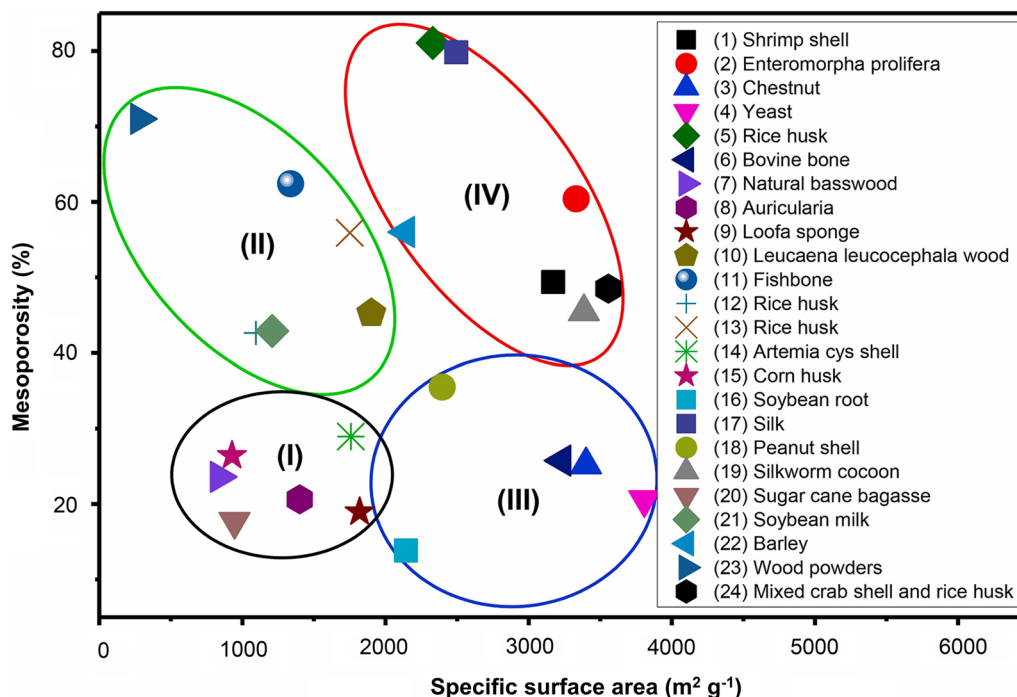 80
60
40
20
Mesoporosity (%)
(I)
(II)
(III)
(IV)
(1) Shrimp shell
(2) Enteromorpha prolifera
(3) Chestnut
(4) Yeast
(5) Rice husk
(6) Bovine bone
(7) Natural basswood
(8) Auricularia
(9) Loofa sponge
(10) Leucaena leucocephala wood
(11) Fishbone
(12) Rice husk
(13) Rice husk
(14) Artemia cys shell
(15) Corn husk
(16) Soybean root
(17) Silk
(18) Peanut shell
(19) Silkworm cocoon
(20) Sugar cane bagasse
(21) Soybean milk
(22) Barley
(23) Wood powders
(24) Mixed crab shell and rice husk
0 1000 2000 3000 4000 5000 6000
Specific surface area (m² g⁻¹)